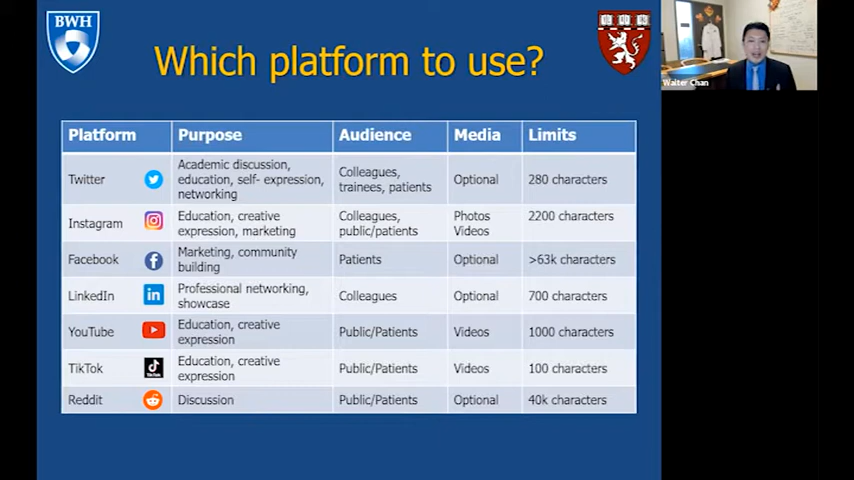 BWH
Which platform to use?
Walter Chan
Platform Purpose Audience Media Limits
Twitter Academic discussion, education, self- expression, networking Colleagues, trainees, patients Optional 280 characters
Instagram Education, creative expression, marketing Colleagues, public/patients Photos Videos 2200 characters
Facebook Marketing, community building Patients Optional >63k characters
LinkedIn in Professional networking, showcase Colleagues Optional 700 characters
YouTube Education, creative expression Public/Patients Videos 1000 characters
TikTok TikTok Education, creative expression Public/Patients Videos 100 characters
Reddit Discussion Public/Patients Optional 40k characters